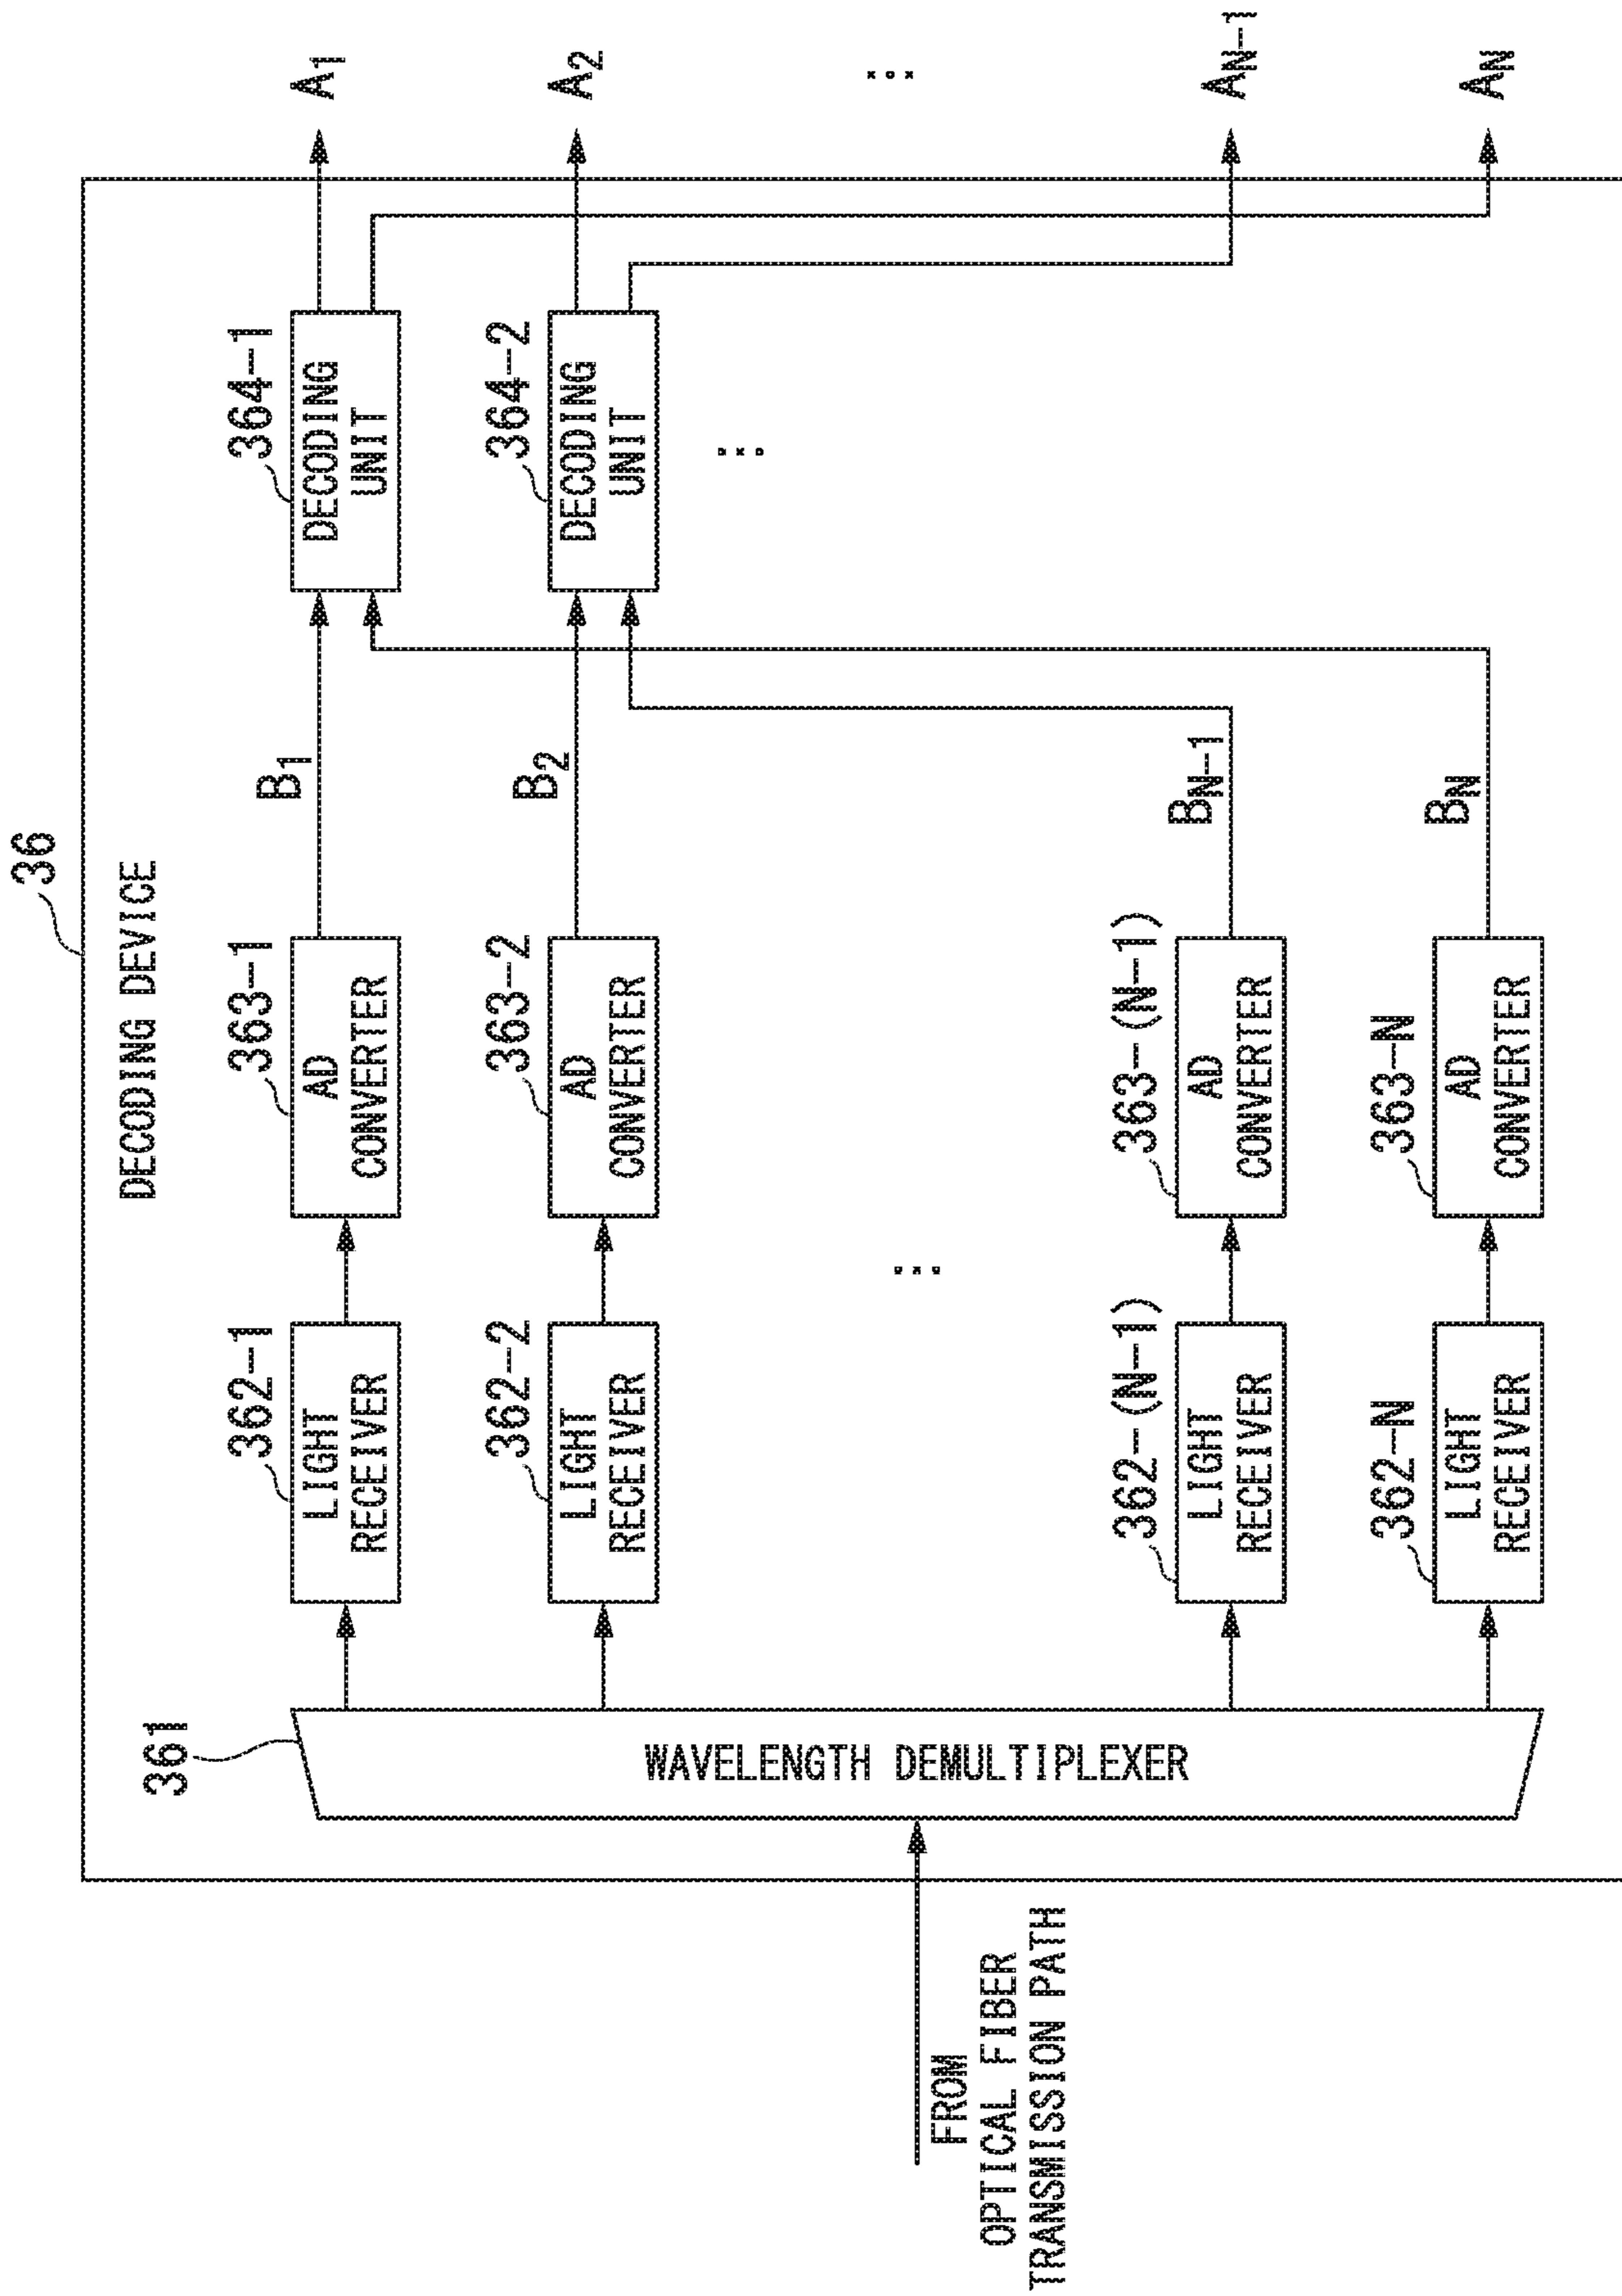 36
DECODING DEVICE
361
362-1
363-1
364-1
LIGHT
RECEIVER
AD
CONVERTER
B1
DECODING
UNIT
A1
362-2
363-2
364-2
LIGHT
RECEIVER
AD
CONVERTER
B2
DECODING
UNIT
A2
WAVELENGTH DEMULTIPLEXER
FROM
OPTICAL FIBER
TRANSMISSION PATH
...
...
...
362-(N-1)
363-(N-1)
LIGHT
RECEIVER
AD
CONVERTER
BN-1
AN-1
362-N
363-N
LIGHT
RECEIVER
AD
CONVERTER
BN
AN